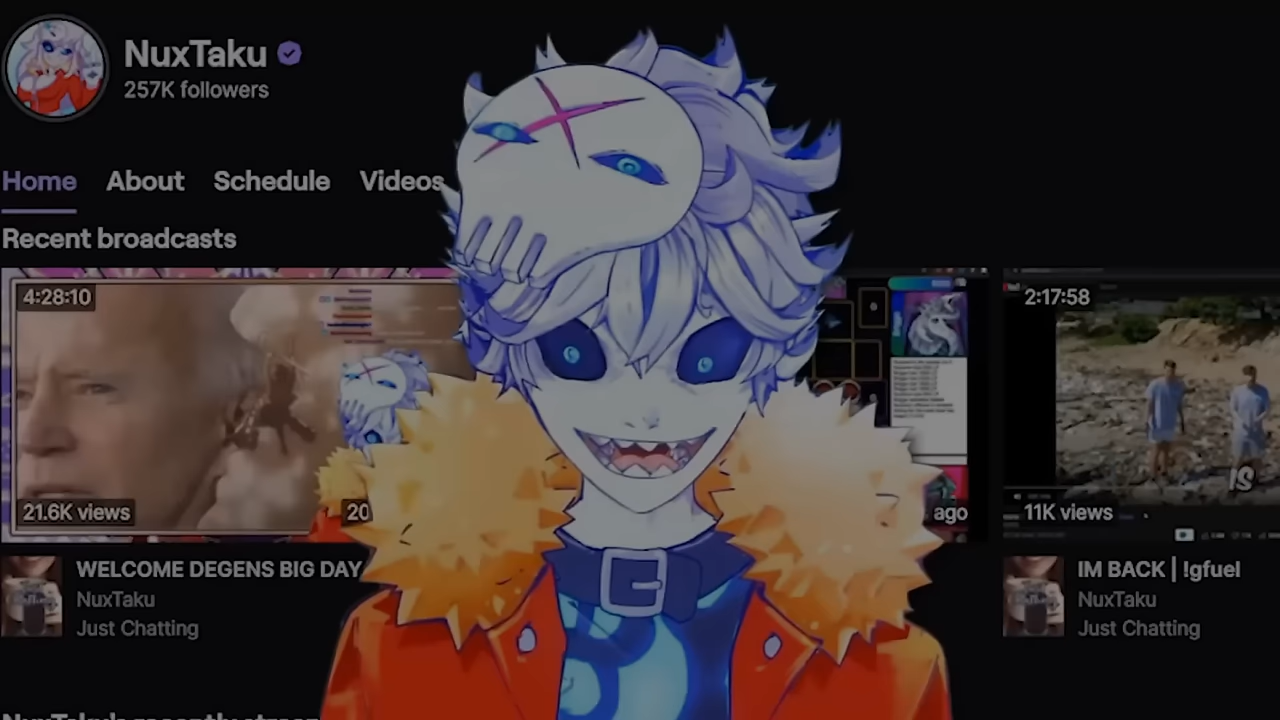 NuxTaku
257K followers
Home About Schedule Videos
Recent broadcasts
4:28:10
2:17:58
IS
21.6K views
20
ago
11K views
WELCOME DEGENS BIG DAY
NuxTaku
Just Chatting
IM BACK | !gfuel
NuxTaku
Just Chatting